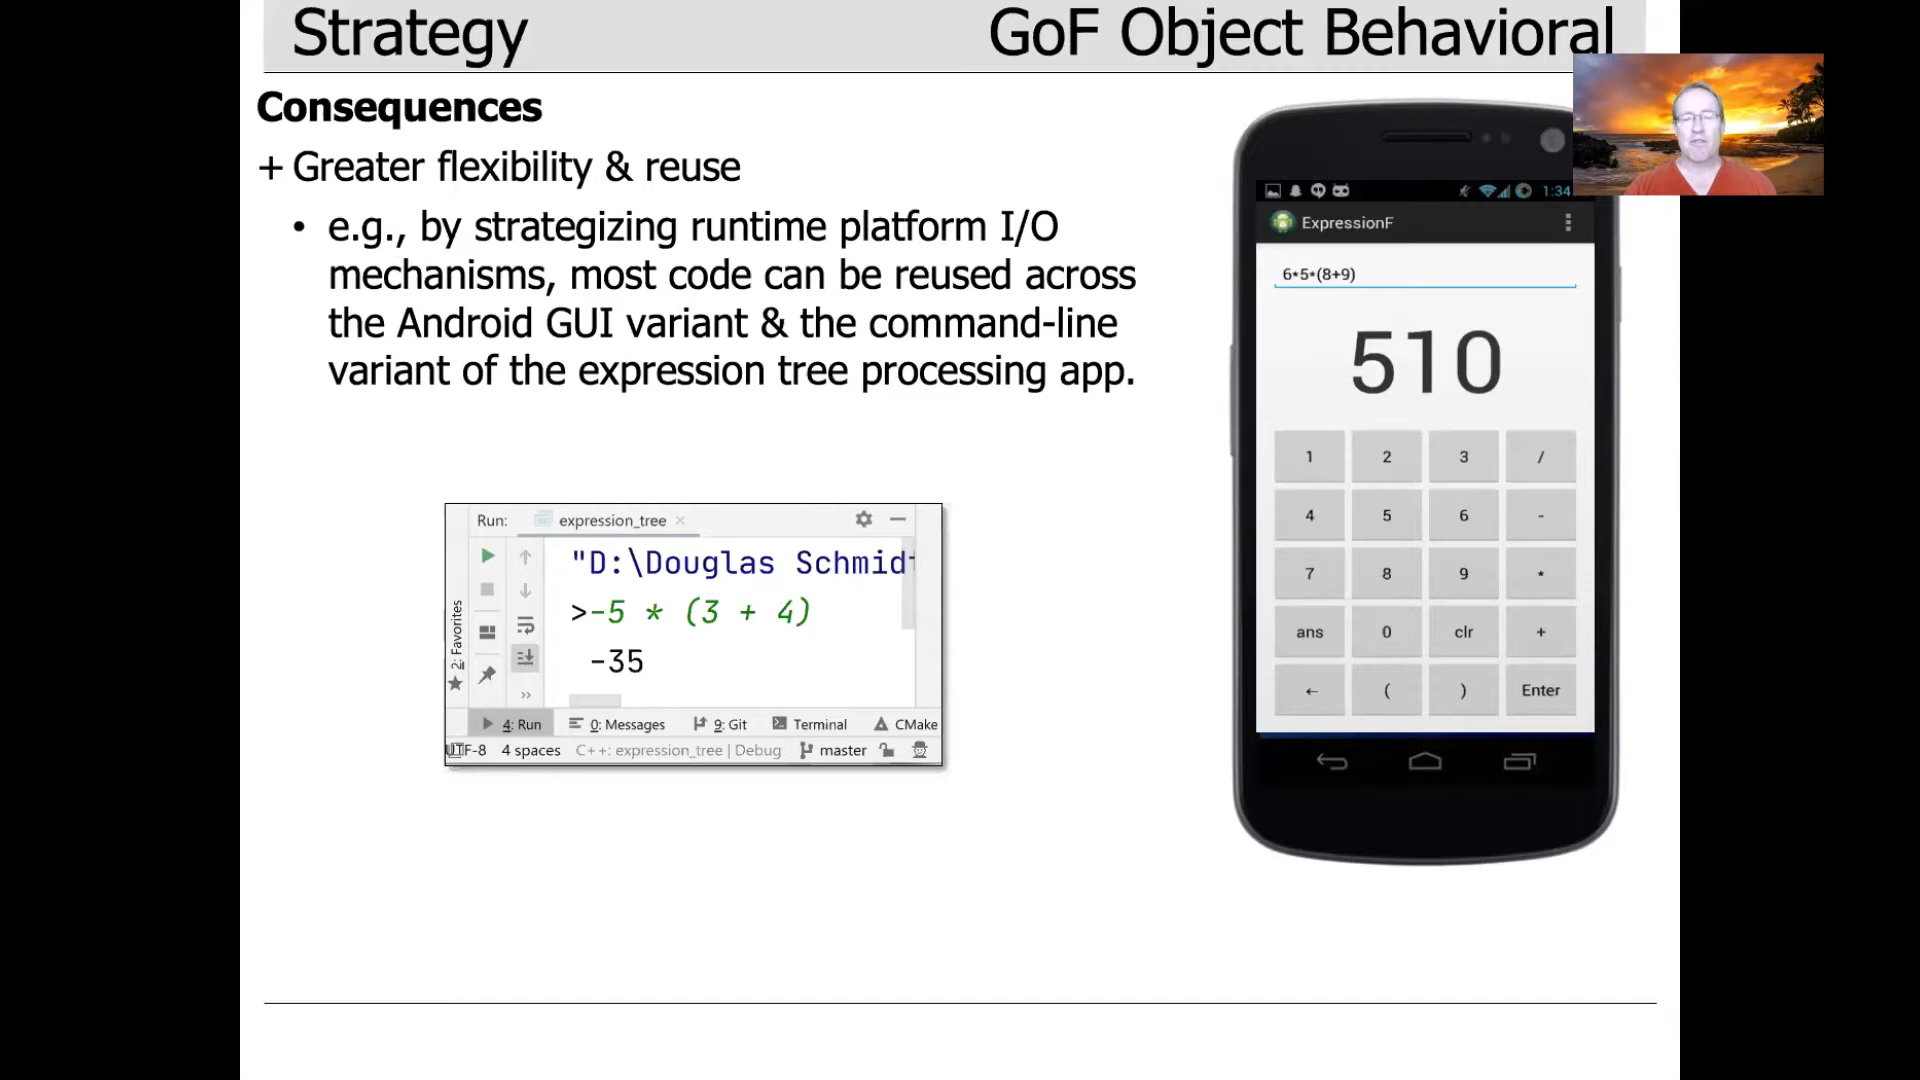 Strategy
GoF Object Behavioral
Consequences
+ Greater flexibility & reuse
• e.g., by strategizing runtime platform I/O
mechanisms, most code can be reused across
the Android GUI variant & the command-line
variant of the expression tree processing app.
Run: expression_tree
"D:\Douglas Schmid
>-5 * (3 + 4)
-35
2: Favorites
4: Run 0: Messages 9: Git Terminal CMake
UTF-8 4 spaces C++: expression_tree | Debug master
1:34
ExpressionF
6*5*(8+9)
510
1 2 3 /
4 5 6 -
7 8 9 *
ans 0 clr +
← ( ) Enter